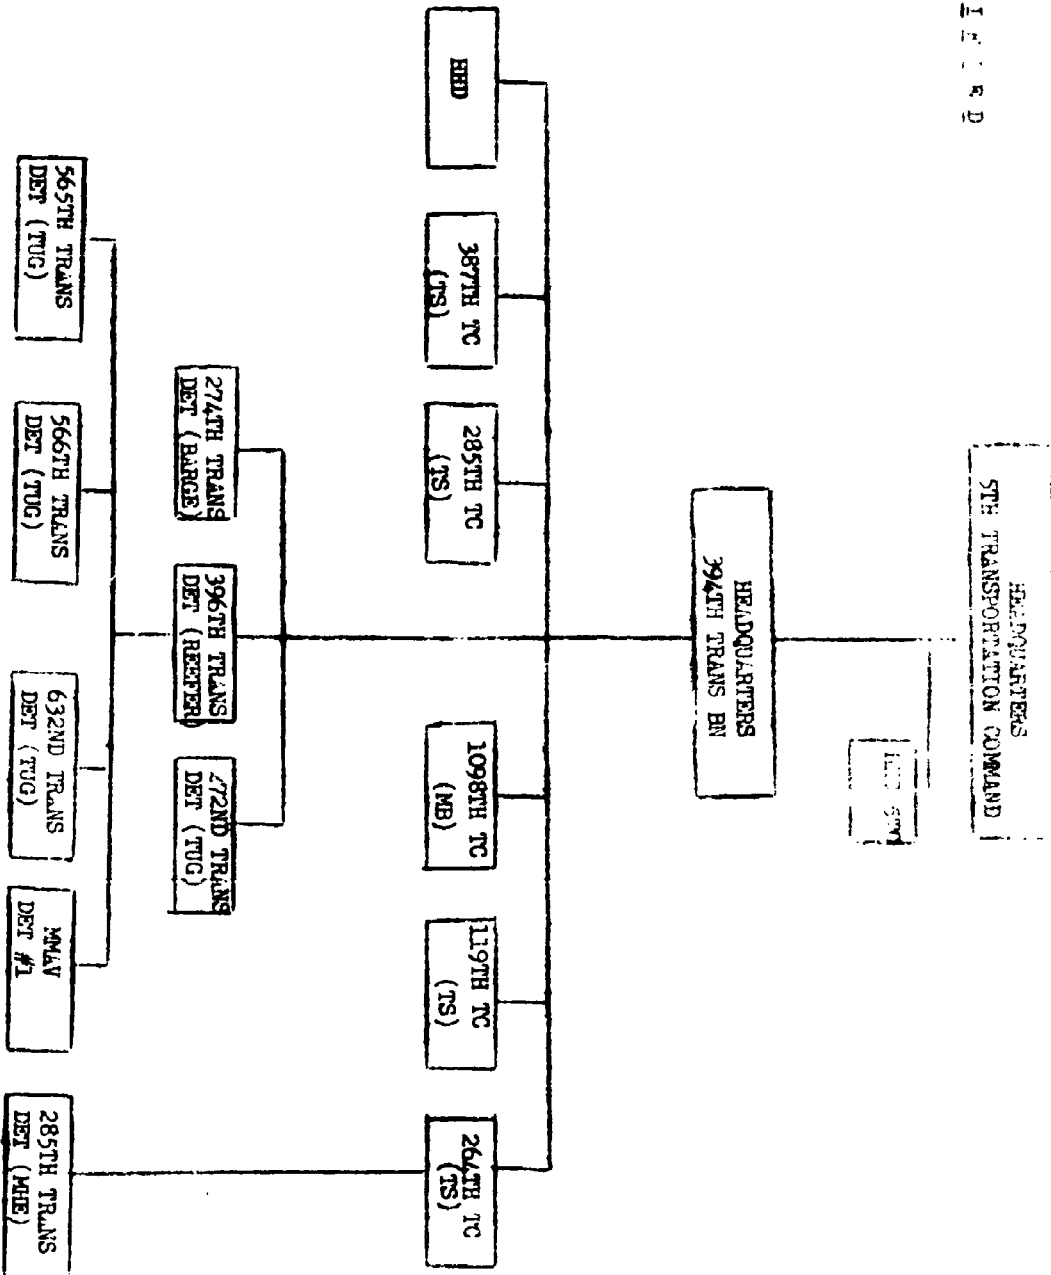 HEADQUARTERS
5TH TRANSPORTATION COMMAND
HEADQUARTERS
394TH TRANS BN
HHD
387TH TC
(TS)
285TH TC
(TS)
1098TH TC
(MB)
119TH TC
(TS)
264TH TC
(TS)
274TH TRANS
DET (BARGE)
396TH TRANS
DET (REEFER)
DET (TUG)
565TH TRANS
DET (TUG)
566TH TRANS
DET (TUG)
632ND TRANS
DET (TUG)
MMAV
DET #1
285TH TRANS
DET (MHE)